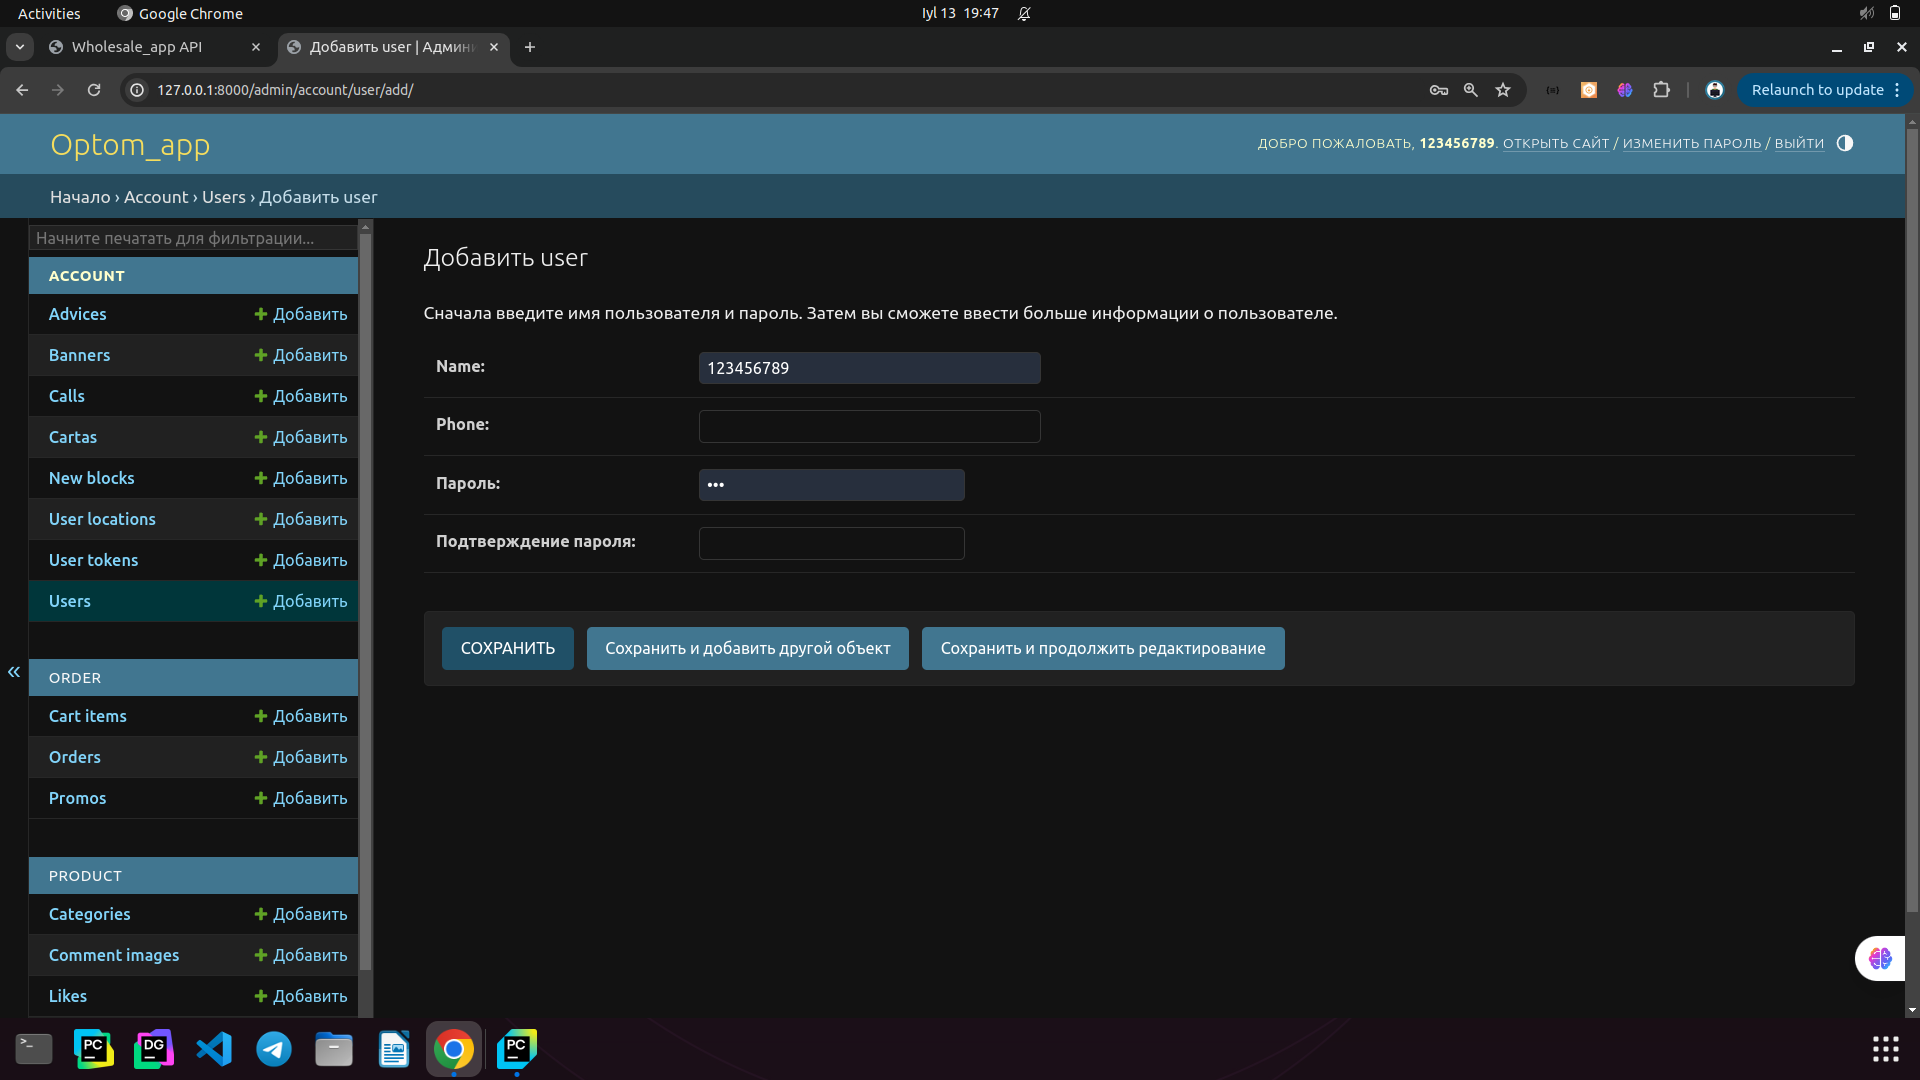 Activities
Google Chrome
Iyl 13 19:47
Wholesale_app API
Добавить user | Админи
127.0.0.1:8000/admin/account/user/add/
Relaunch to update
Optom_app
ДОБРО ПОЖАЛОВАТЬ, 123456789. ОТКРЫТЬ САЙТ / ИЗМЕНИТЬ ПАРОЛЬ / ВЫЙТИ
Начало › Account › Users › Добавить user
Начните печатать для фильтрации...
ACCOUNT
Advices Добавить
Banners Добавить
Calls Добавить
Cartas Добавить
New blocks Добавить
User locations Добавить
User tokens Добавить
Users Добавить
«
ORDER
Cart items Добавить
Orders Добавить
Promos Добавить
PRODUCT
Categories Добавить
Comment images Добавить
Likes Добавить
Добавить user
Сначала введите имя пользователя и пароль. Затем вы сможете ввести больше информации о пользователе.
Name: 123456789
Phone:
Пароль: •••
Подтверждение пароля:
СОХРАНИТЬ
Сохранить и добавить другой объект
Сохранить и продолжить редактирование
PC
DG
PC